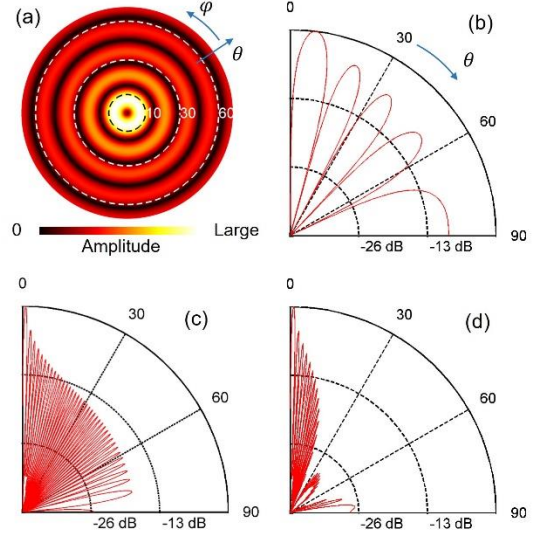 (a)
φ
θ
10 30 60
0 Large
Amplitude
0
(b)
30
θ
60
90
-26 dB -13 dB
0
(c)
30
60
90
-26 dB -13 dB
0
(d)
30
60
90
-26 dB -13 dB